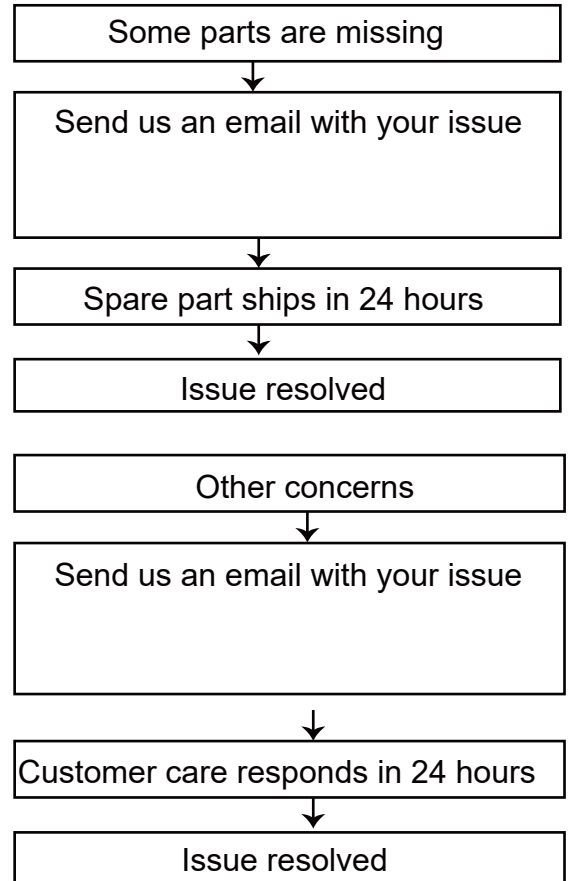 Some parts are missing
Send us an email with your issue
Spare part ships in 24 hours
Issue resolved
Other concerns
Send us an email with your issue
Customer care responds in 24 hours
Issue resolved